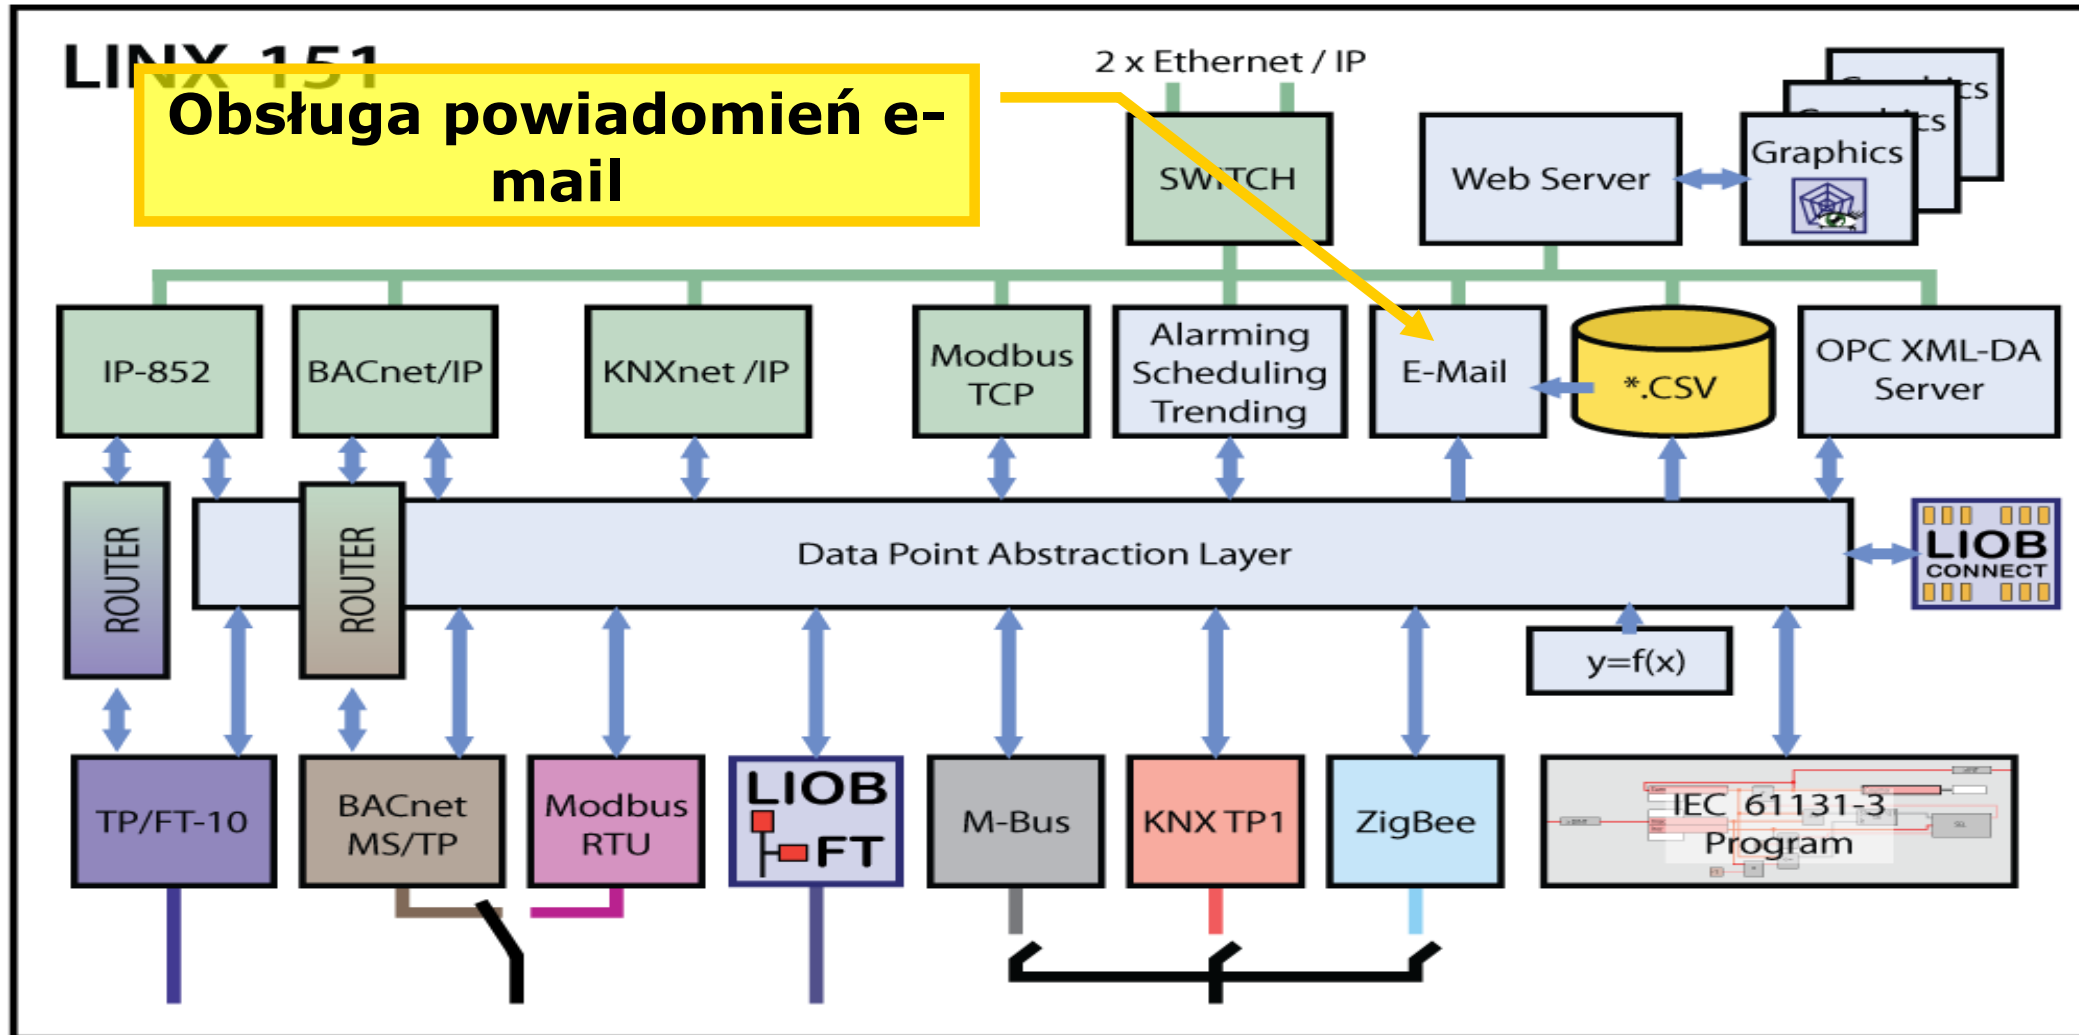 LINX 151
Obsługa powiadomień e-
mail
2 x Ethernet / IP
SWITCH
Web Server
Graphics
IP-852
BACnet/IP
KNXnet /IP
Modbus
TCP
Alarming
Scheduling
Trending
E-Mail
*.CSV
OPC XML-DA
Server
ROUTER
ROUTER
Data Point Abstraction Layer
LIOB
CONNECT
y=f(x)
TP/FT-10
BACnet
MS/TP
Modbus
RTU
LIOB
FT
M-Bus
KNX TP1
ZigBee
IEC 61131-3
Program